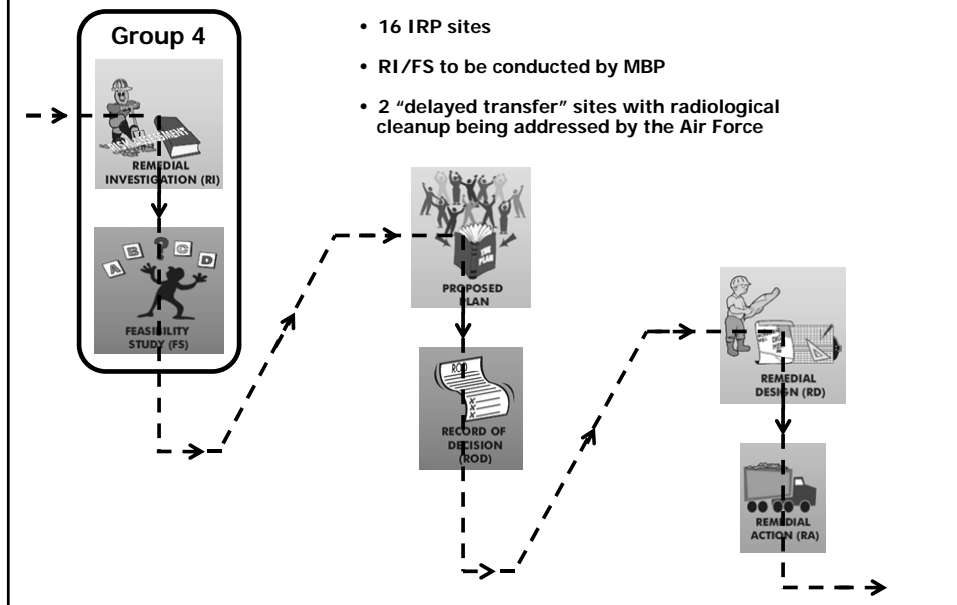 Group 4
• 16 IRP sites
• RI/FS to be conducted by MBP
• 2 “delayed transfer” sites with radiological
cleanup being addressed by the Air Force
REMEDIAL
INVESTIGATION (RI)
A B ? C D
FEASIBILITY
STUDY (FS)
THE
PLAN
PROPOSED
PLAN
ROD
X
X
X
RECORD OF
DECISION
(ROD)
REMEDIAL
DESIGN (RD)
REMEDIAL
ACTION (RA)